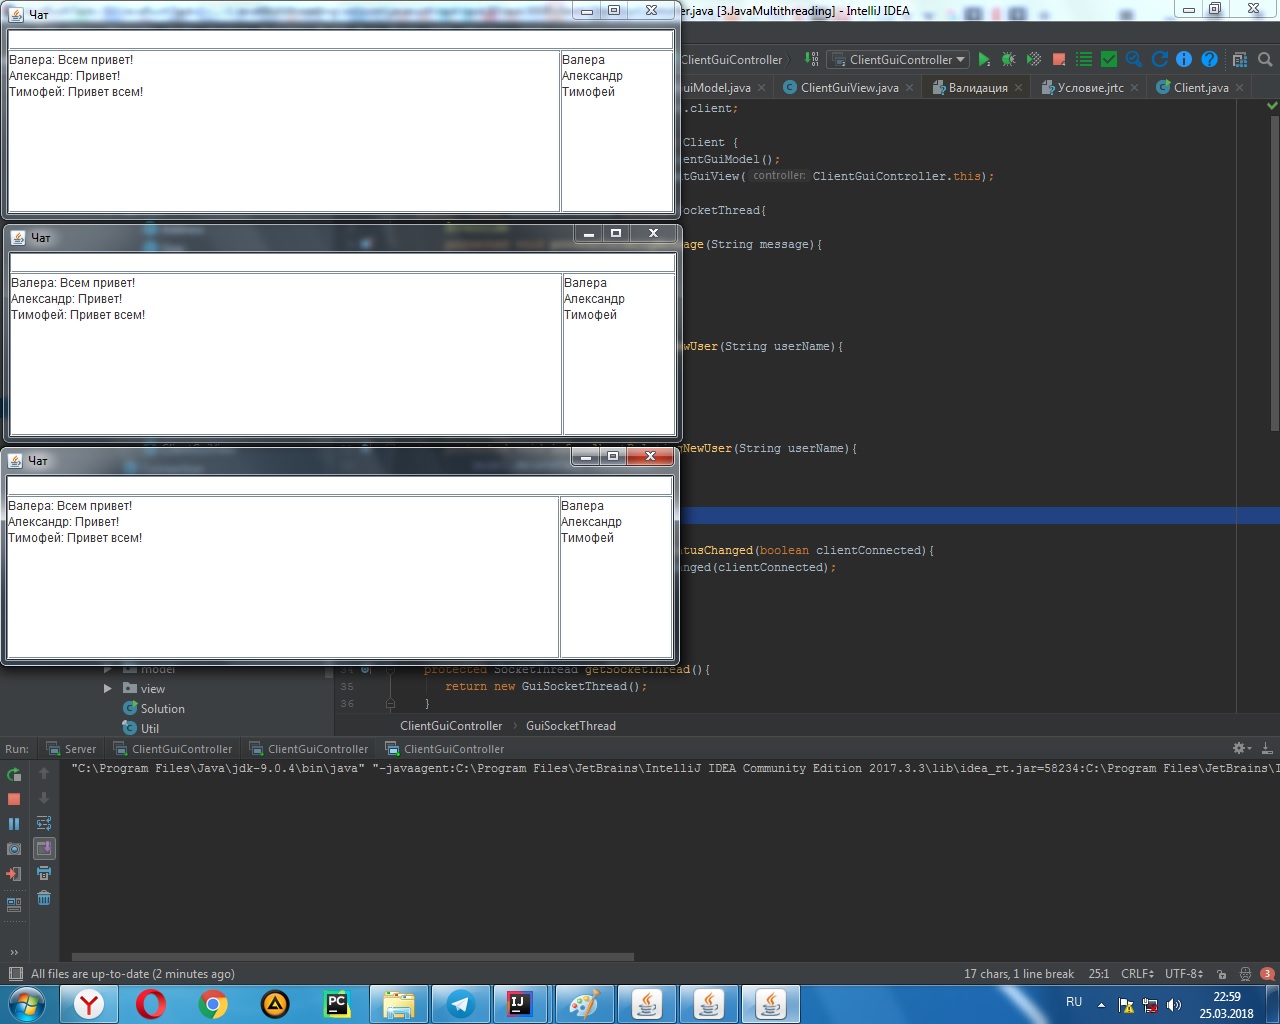 Чат
er.java [3.JavaMultithreading] - IntelliJ IDEA
Валера: Всем привет!
Александр: Привет!
Тимофей: Привет всем!
Валера
Александр
Тимофей
ClientGuiController
ClientGuiController
uiModel.java
ClientGuiView.java
Валидация
Условие.jrtc
Client.java
.client;
Client {
entGuiModel();
tGuiView( controller: ClientGuiController.this);
ocketThread{
age(String message){
wUser(String userName){
gNewUser(String userName){
atusChanged(boolean clientConnected){
nged(clientConnected);
Чат
Валера: Всем привет!
Александр: Привет!
Тимофей: Привет всем!
Валера
Александр
Тимофей
Чат
Валера: Всем привет!
Александр: Привет!
Тимофей: Привет всем!
Валера
Александр
Тимофей
model
view
Solution
Util
34 protected SocketThread getSocketThread(){
35 return new GuiSocketThread();
36 }
ClientGuiController GuiSocketThread
Run: Server ClientGuiController ClientGuiController ClientGuiController
"C:\Program Files\Java\jdk-9.0.4\bin\java" "-javaagent:C:\Program Files\JetBrains\IntelliJ IDEA Community Edition 2017.3.3\lib\idea_rt.jar=58234:C:\Program Files\JetBrains\I
All files are up-to-date (2 minutes ago)
17 chars, 1 line break 25:1 CRLF UTF-8 3
PC
IJ
RU
22:59
25.03.2018